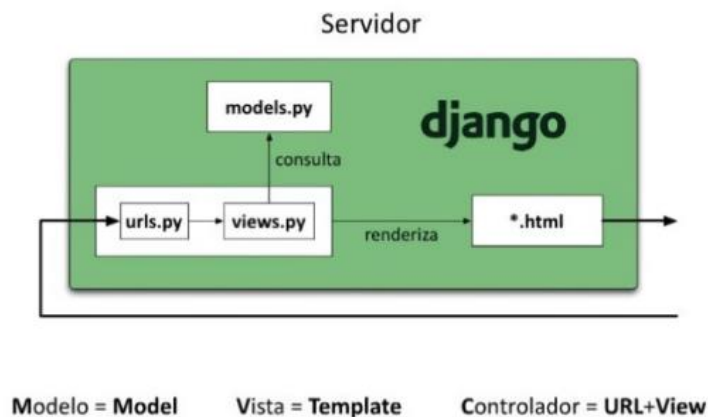 Servidor
models.py
django
consulta
urls.py
views.py
renderiza
*.html
Modelo = Model Vista = Template Controlador = URL+View